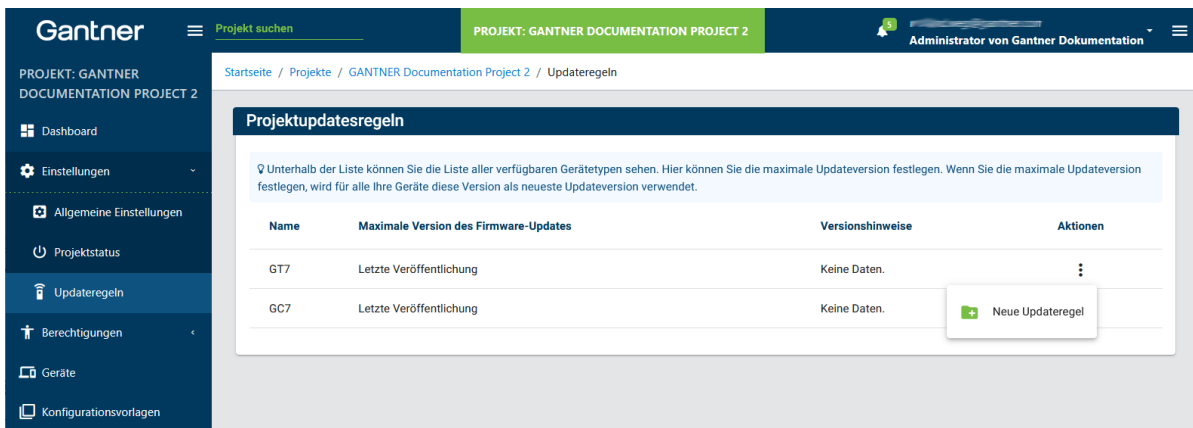 Gantner
Projekt suchen
PROJEKT: GANTNER DOCUMENTATION PROJECT 2
5
Administrator von Gantner Dokumentation
PROJEKT: GANTNER
DOCUMENTATION PROJECT 2
Dashboard
Einstellungen
Allgemeine Einstellungen
Projektstatus
Updateregeln
Berechtigungen
Geräte
Konfigurationsvorlagen
Startseite / Projekte / GANTNER Documentation Project 2 / Updateregeln
Projektupdatesregeln
Unterhalb der Liste können Sie die Liste aller verfügbaren Gerätetypen sehen. Hier können Sie die maximale Updateversion festlegen. Wenn Sie die maximale Updateversion
festlegen, wird für alle Ihre Geräte diese Version als neueste Updateversion verwendet.
Name Maximale Version des Firmware-Updates Versionshinweise Aktionen
GT7 Letzte Veröffentlichung Keine Daten.
GC7 Letzte Veröffentlichung Keine Daten.
Neue Updateregel